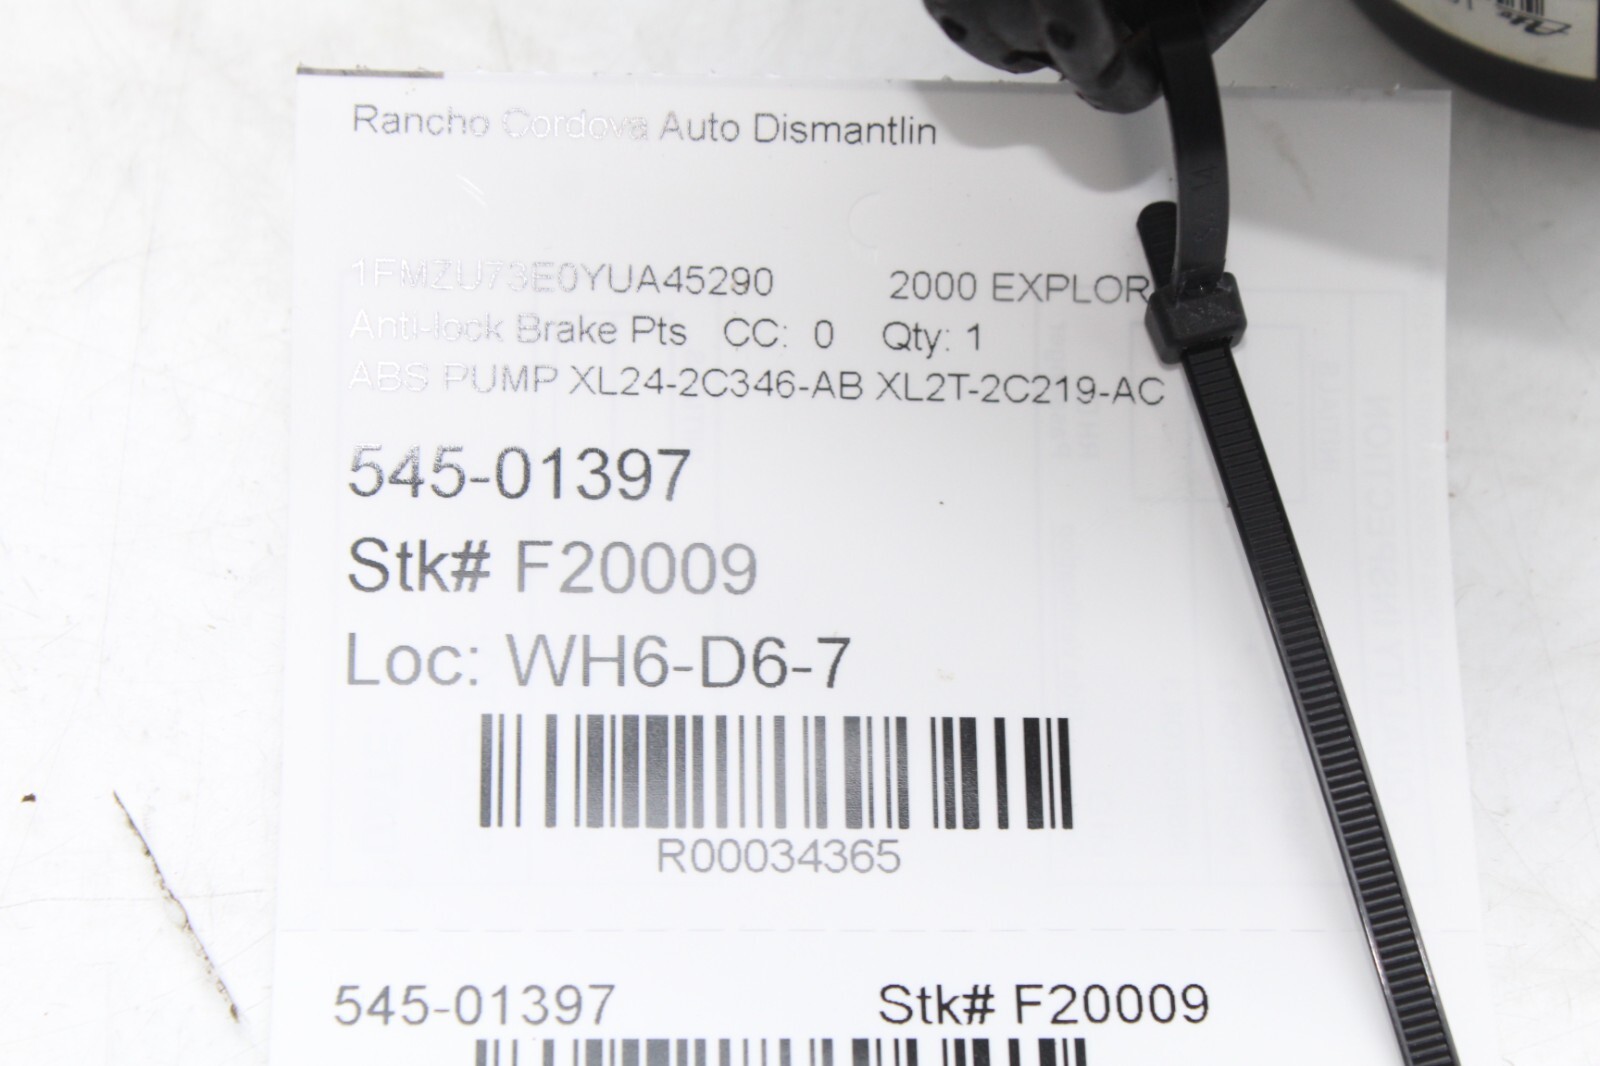 Rancho Cordova Auto Dismantlin
1FMZU73E0YUA45290 2000 EXPLOR
Anti-lock Brake Pts CC: 0 Qty: 1
ABS PUMP XL24-2C346-AB XL2T-2C219-AC
545-01397
Stk# F20009
Loc: WH6-D6-7
R00034365
545-01397 Stk# F20009